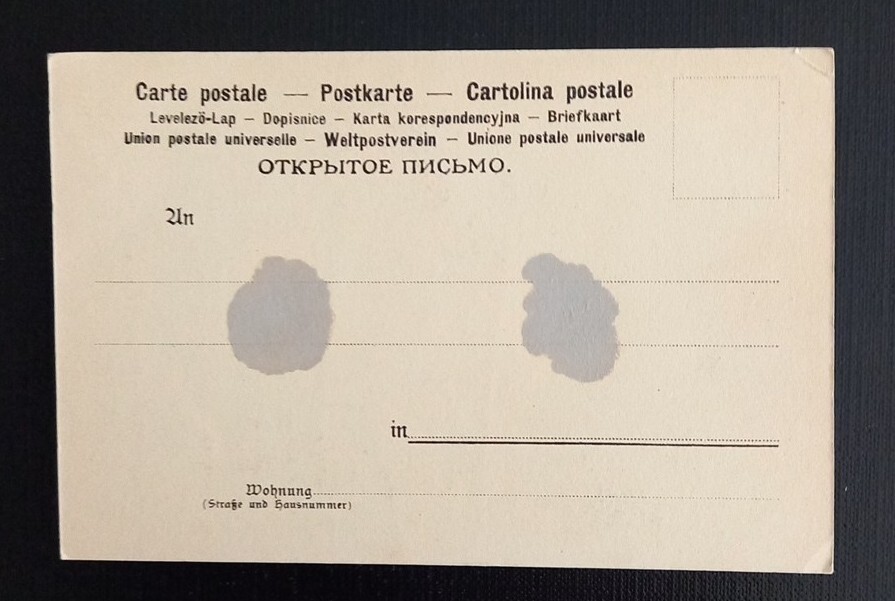 Carte postale — Postkarte — Cartolina postale
Levelezö-Lap — Dopisnice — Karta korespondencyjna — Briefkaart
Union postale universelle — Weltpostverein — Unione postale universale
ОТКРЫТОЕ ПИСЬМО.
An
in
Wohnung
(Straße und Hausnummer)